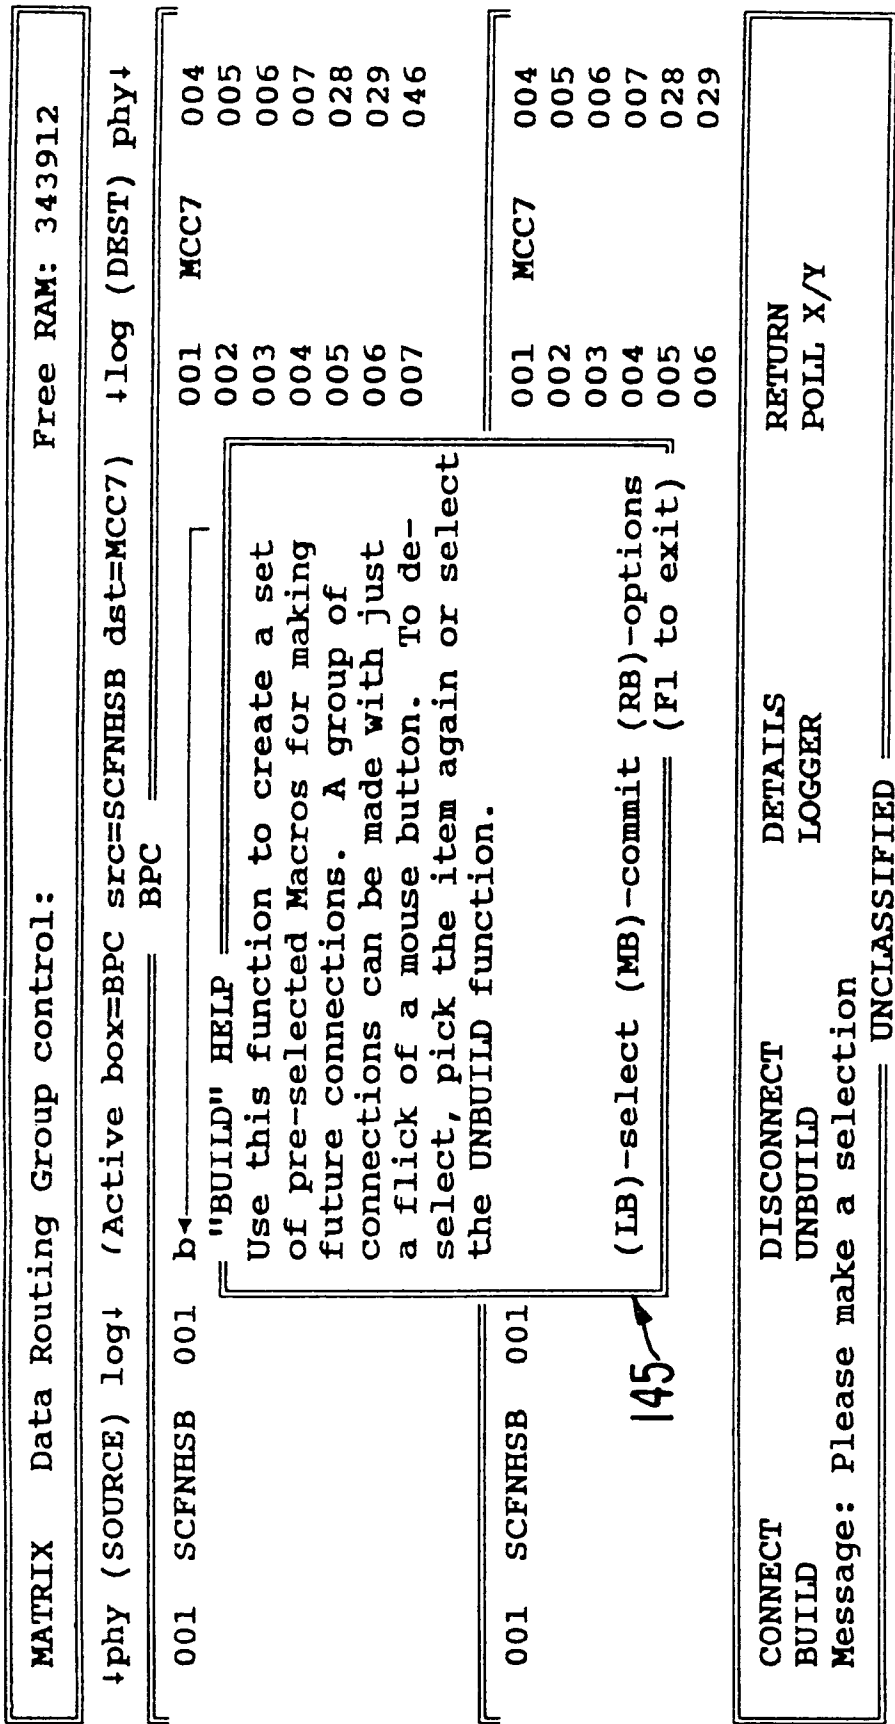 MATRIX Data Routing Group control: Free RAM: 343912
↓phy (SOURCE) log↓ (Active box=BPC src=SCFNHSB dst=MCC7) ↓log (DEST) phy↓
BPC
001 SCFNHSB 001 b◄ 001 MCC7 004
002 005
003 006
004 007
005 028
006 029
007 046
"BUILD" HELP
Use this function to create a set
of pre-selected Macros for making
future connections. A group of
connections can be made with just
a flick of a mouse button. To de-
select, pick the item again or select
the UNBUILD function.
(LB)-select (MB)-commit (RB)-options
(F1 to exit)
145
001 SCFNHSB 001 001 MCC7 004
002 005
003 006
004 007
005 028
006 029
CONNECT DISCONNECT DETAILS RETURN
BUILD UNBUILD LOGGER POLL X/Y
Message: Please make a selection
UNCLASSIFIED